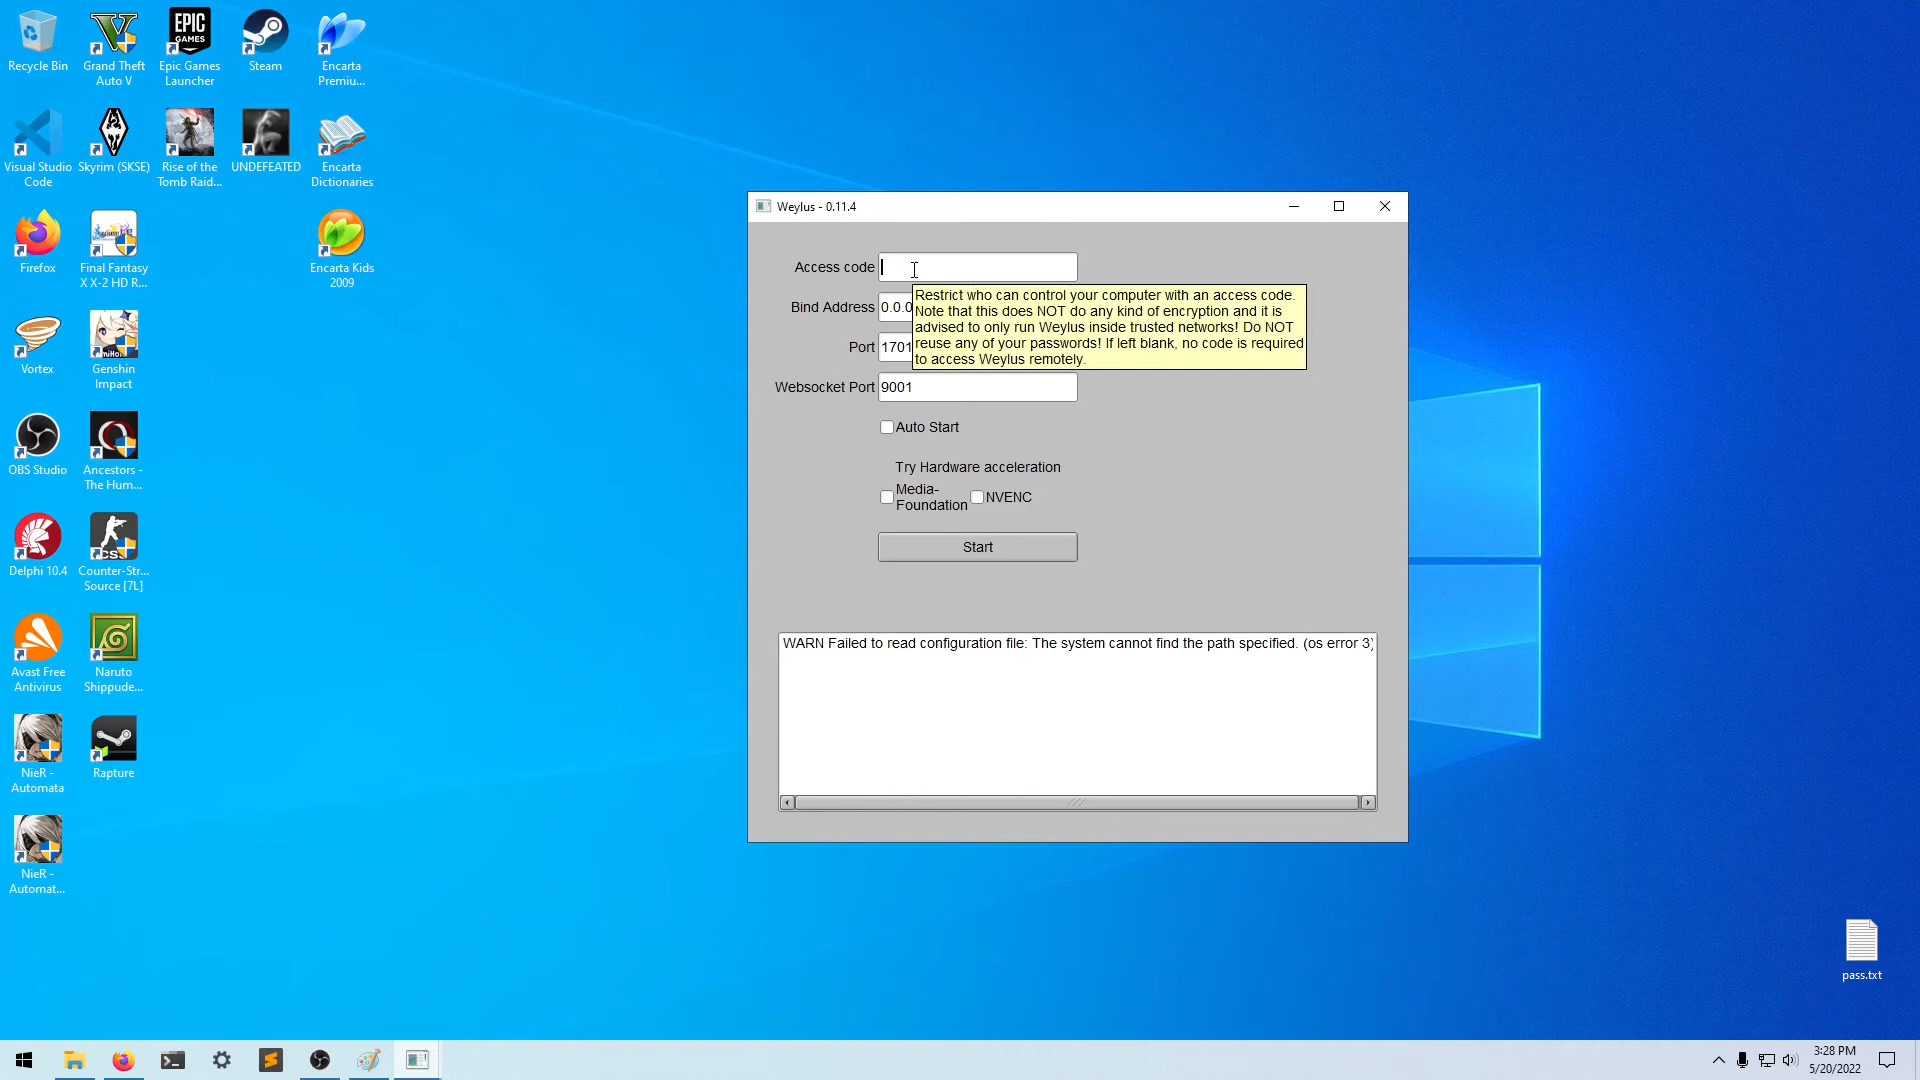 Recycle Bin
Grand Theft
Auto V
EPIC
GAMES
Epic Games
Launcher
Steam
Encarta
Premiu...
Visual Studio
Code
Skyrim (SKSE)
Rise of the
Tomb Raid...
UNDEFEATED
Encarta
Dictionaries
Firefox
Final Fantasy
X X-2 HD R...
Encarta Kids
2009
Vortex
Genshin
Impact
OBS Studio
Ancestors -
The Hum...
Delphi 10.4
Counter-Str...
Source [7L]
Avast Free
Antivirus
Naruto
Shippude...
NieR -
Automata
Rapture
NieR -
Automat...
Weylus - 0.11.4
Access code
Restrict who can control your computer with an access code.
Note that this does NOT do any kind of encryption and it is
advised to only run Weylus inside trusted networks! Do NOT
reuse any of your passwords! If left blank, no code is required
to access Weylus remotely.
Bind Address 0.0.0
Port 1701
Websocket Port 9001
Auto Start
Try Hardware acceleration
Media-
Foundation
NVENC
Start
WARN Failed to read configuration file: The system cannot find the path specified. (os error 3)
pass.txt
3:28 PM
5/20/2022